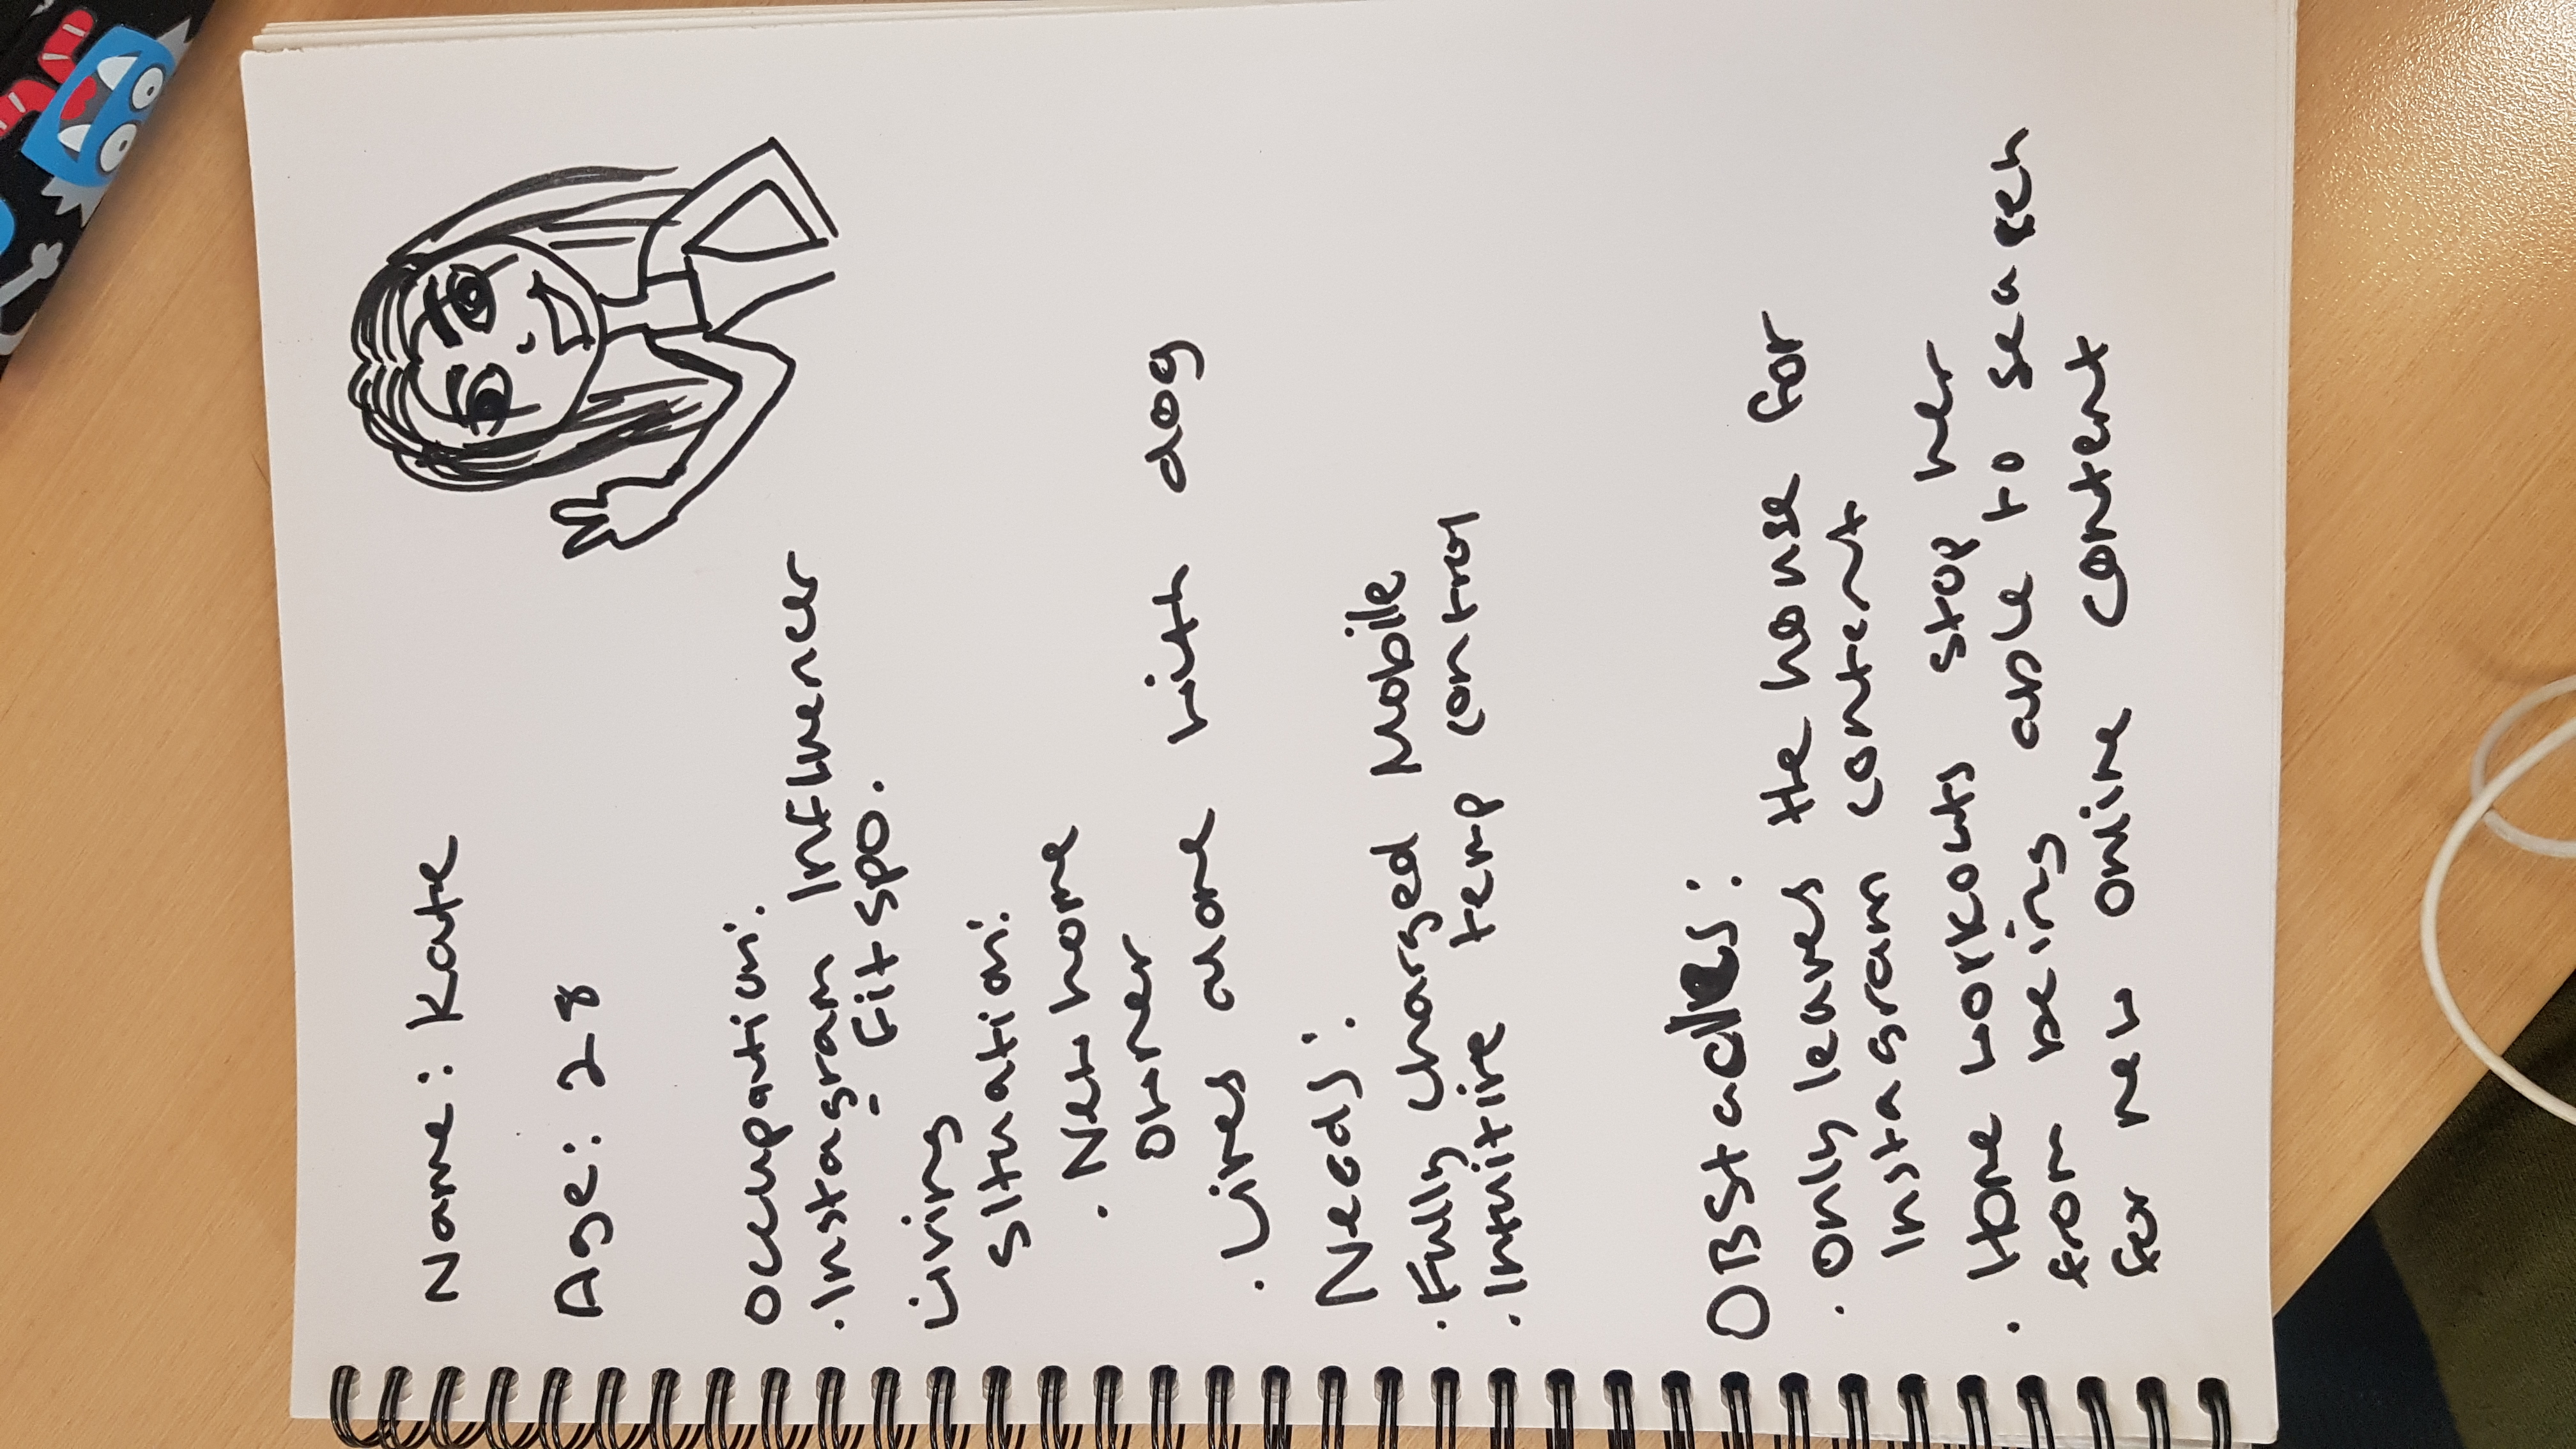 Name: Kate
Age: 28
Occupation:
• Instagram Influencer
- Fitspo.
Living
Situation:
• New home
owner
• Lives alone with dog
Needs:
• Fully charged Mobile
• Intuitive temp control
OBStacles:
• Only leaves the house for
Instagram content
• Home workouts stop her
from being able to search
for new online content